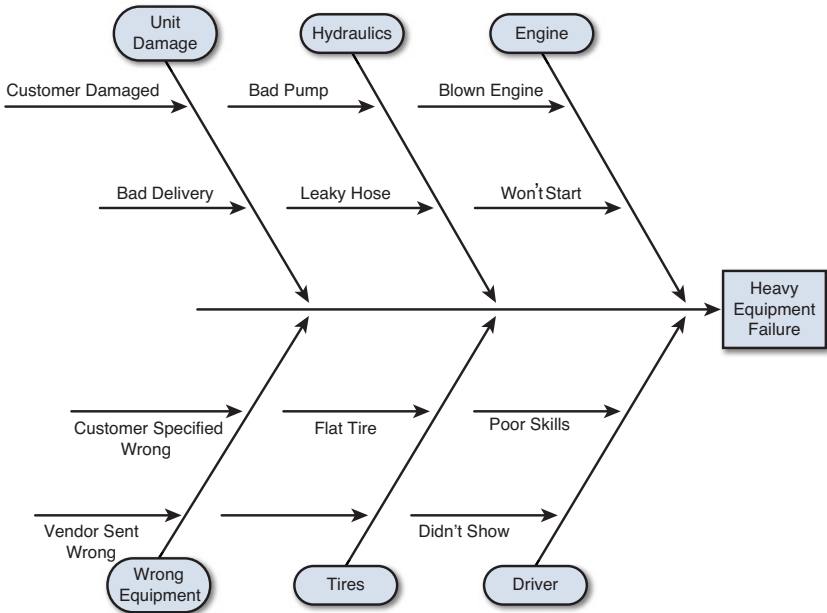 Unit
Damage
Hydraulics
Engine
Customer Damaged
Bad Pump
Blown Engine
Bad Delivery
Leaky Hose
Won't Start
Heavy
Equipment
Failure
Customer Specified
Wrong
Flat Tire
Poor Skills
Vendor Sent
Wrong
Didn't Show
Wrong
Equipment
Tires
Driver